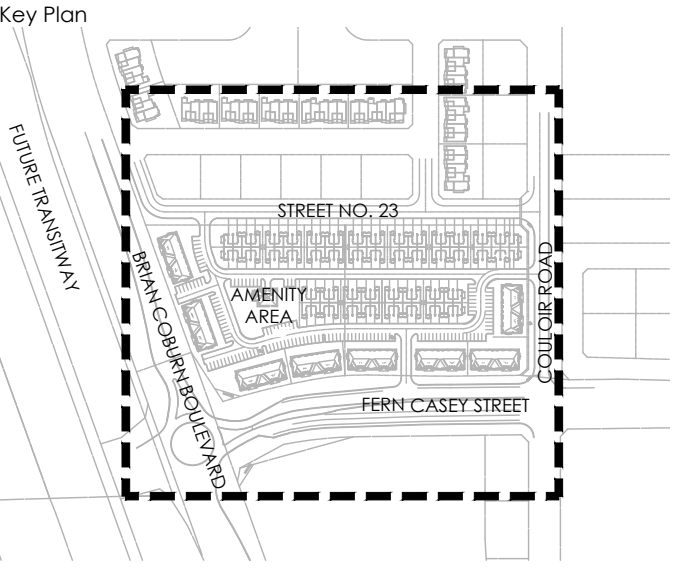 Key Plan
FUTURE TRANSITWAY
STREET NO. 23
BRIAN COBURN BOULEVARD
AMENITY
AREA
COULOIR ROAD
FERN CASEY STREET